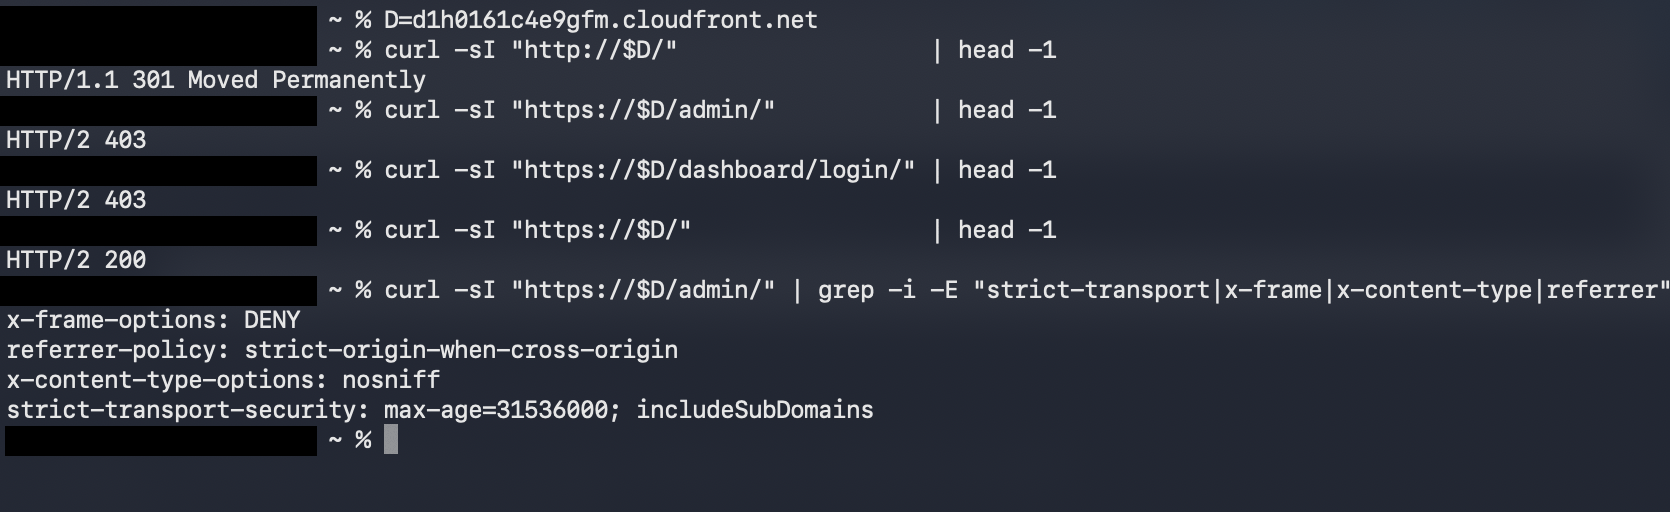 ~ % D=d1h0161c4e9gfm.cloudfront.net
~ % curl -sI "http://$D/" | head -1
HTTP/1.1 301 Moved Permanently
~ % curl -sI "https://$D/admin/" | head -1
HTTP/2 403
~ % curl -sI "https://$D/dashboard/login/" | head -1
HTTP/2 403
~ % curl -sI "https://$D/" | head -1
HTTP/2 200
~ % curl -sI "https://$D/admin/" | grep -i -E "strict-transport|x-frame|x-content-type|referrer"
x-frame-options: DENY
referrer-policy: strict-origin-when-cross-origin
x-content-type-options: nosniff
strict-transport-security: max-age=31536000; includeSubDomains
~ %